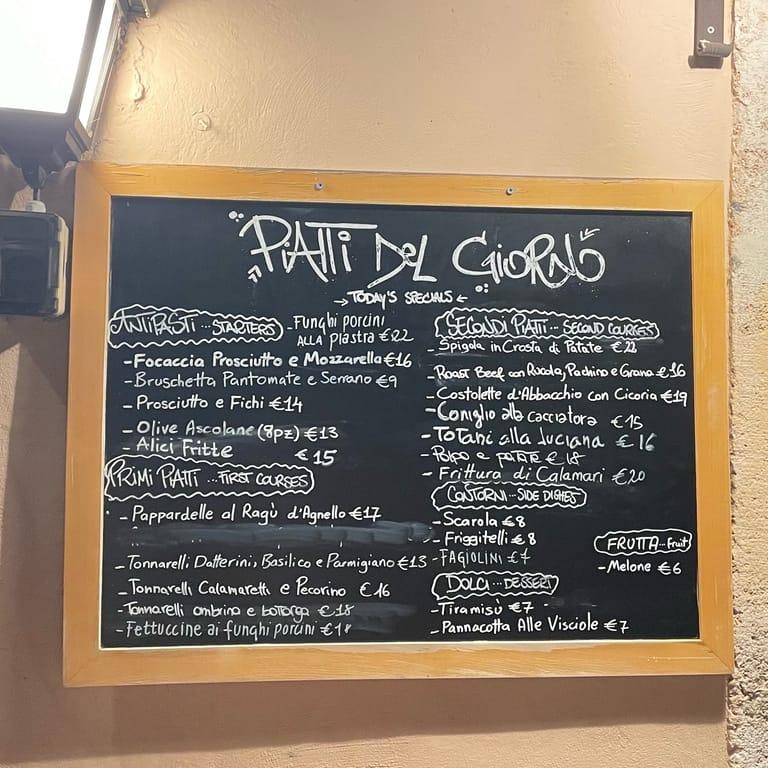 PIATTI DEL GIORNO
TODAY'S SPECIALS
ANTIPASTI ... STARTERS
- Funghi porcini
ALLA piastra €22
- Focaccia Prosciutto e Mozzarella €16
- Bruschetta Pantomate e Serrano €9
- Prosciutto e Fichi €14
- Olive Ascolane (8pz) €13
- Alici Fritte €15
PRIMI PIATTI ... FIRST COURSES
- Pappardelle al Ragù d'Agnello €17
- Tonnarelli Datterini, Basilico e Parmigiano €13
- Tonnarelli Calamaretti e Pecorino €16
- Tonnarelli ombrina e bottarga €18
- Fettuccine ai funghi porcini €18
SECONDI PIATTI ... SECOND COURSES
- Spigola in Crosta di Patate €22
- Roast Beef con Rucola, Pachino e Grana €16
- Costolette d'Abbacchio con Cicoria €19
- Coniglio alla cacciatora €15
- Totani alla luciana €16
- Polpo e patate €18
- Frittura di Calamari €20
CONTORNI ... SIDE DIGHES
- Scarola €8
- Friggitelli €8
- FAGIOLINI €7
DOLCI ... DESSERT
- Tiramisù €7
- Pannacotta Alle Visciole €7
FRUTTA ... Fruit
- Melone €6